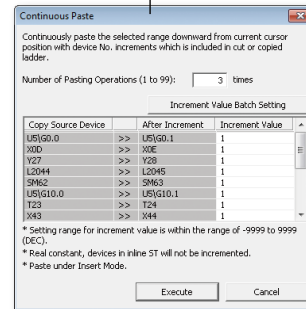 Continuous Paste
Continuously paste the selected range downward from current cursor
position with device No. increments which is included in cut or copied
ladder.
Number of Pasting Operations (1 to 99): 3 times
Increment Value Batch Setting
Copy Source Device After Increment Increment Value
U5\G0.0 >> U5\G0.1 1
X0D >> X0E 1
Y27 >> Y28 1
L2044 >> L2045 1
SM62 >> SM63 1
U5\G10.0 >> U5\G10.1 1
T23 >> T24 1
X43 >> X44 1
* Setting range for increment value is within the range of -9999 to 9999
(DEC).
* Real constant, devices in inline ST will not be incremented.
* Paste under Insert Mode.
Execute Cancel